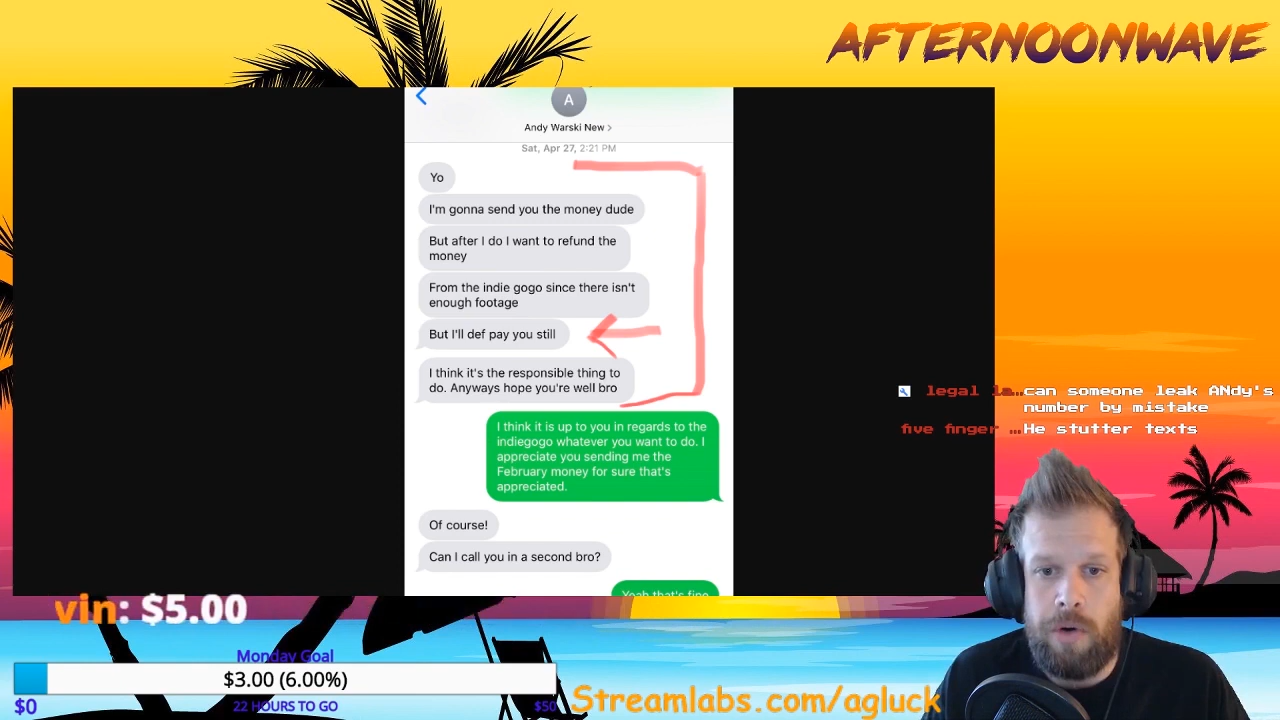 AFTERNOONWAVE
A
Andy Warski New >
Sat, Apr 27, 2:21 PM
Yo
I'm gonna send you the money dude
But after I do I want to refund the
money
From the indie gogo since there isn't
enough footage
But I'll def pay you still
I think it's the responsible thing to
do. Anyways hope you're well bro
I think it is up to you in regards to the
indiegogo whatever you want to do. I
appreciate you sending me the
February money for sure that's
appreciated.
Of course!
Can I call you in a second bro?
Yeah that's fine
legal la…can someone leak ANdy's
number by mistake
five finger …He stutter texts
vin: $5.00
Monday Goal
$3.00 (6.00%)
$0
22 HOURS TO GO
$50
Streamlabs.com/agluck